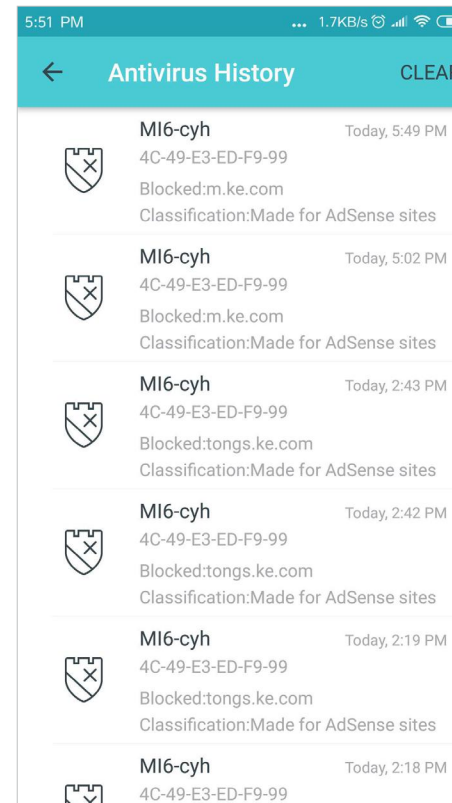 5:51 PM ... 1.7KB/s
Antivirus History
MI6-cyh Today, 5:49 PM
4C-49-E3-ED-F9-99
Blocked:m.ke.com
Classification:Made for AdSense sites
MI6-cyh Today, 5:02 PM
4C-49-E3-ED-F9-99
Blocked:m.ke.com
Classification:Made for AdSense sites
MI6-cyh Today, 2:43 PM
4C-49-E3-ED-F9-99
Blocked:tongs.ke.com
Classification:Made for AdSense sites
MI6-cyh Today, 2:42 PM
4C-49-E3-ED-F9-99
Blocked:tongs.ke.com
Classification:Made for AdSense sites
MI6-cyh Today, 2:19 PM
4C-49-E3-ED-F9-99
Blocked:tongs.ke.com
Classification:Made for AdSense sites
MI6-cyh Today, 2:18 PM
4C-49-E3-ED-F9-99